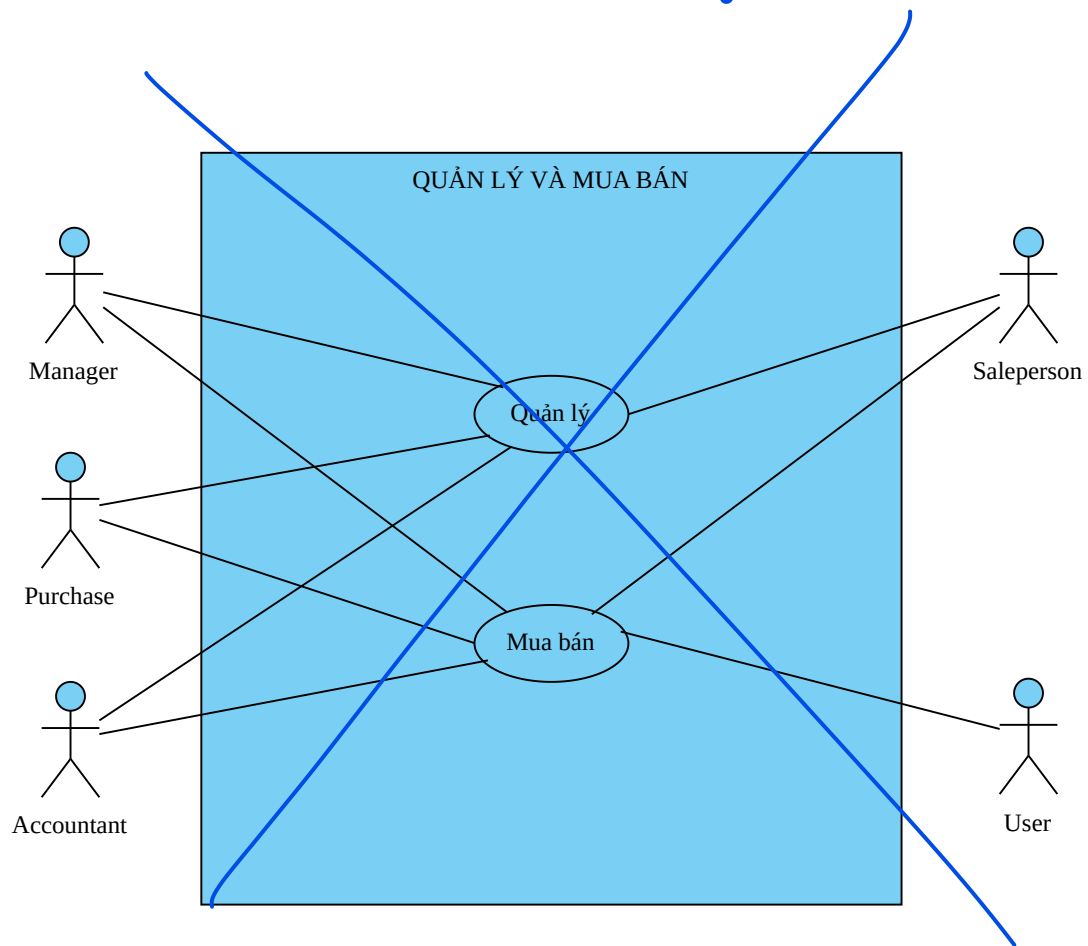 QUẢN LÝ VÀ MUA BÁN
Manager
Saleperson
Quản lý
Purchase
Mua bán
Accountant
User